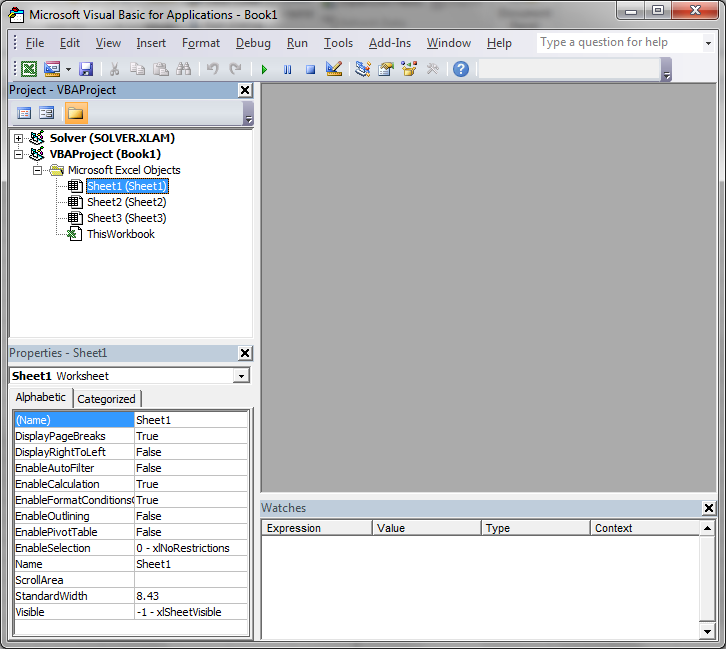 Microsoft Visual Basic for Applications - Book1
File Edit View Insert Format Debug Run Tools Add-Ins Window Help Type a question for help
Project - VBAProject
Solver (SOLVER.XLAM)
VBAProject (Book1)
Microsoft Excel Objects
Sheet1 (Sheet1)
Sheet2 (Sheet2)
Sheet3 (Sheet3)
ThisWorkbook
Properties - Sheet1
Sheet1 Worksheet
Alphabetic Categorized
(Name) Sheet1
DisplayPageBreaks True
DisplayRightToLeft False
EnableAutoFilter False
EnableCalculation True
EnableFormatConditionsC True
EnableOutlining False
EnablePivotTable False
EnableSelection 0 - xlNoRestrictions
Name Sheet1
ScrollArea
StandardWidth 8.43
Visible -1 - xlSheetVisible
Watches
Expression Value Type Context